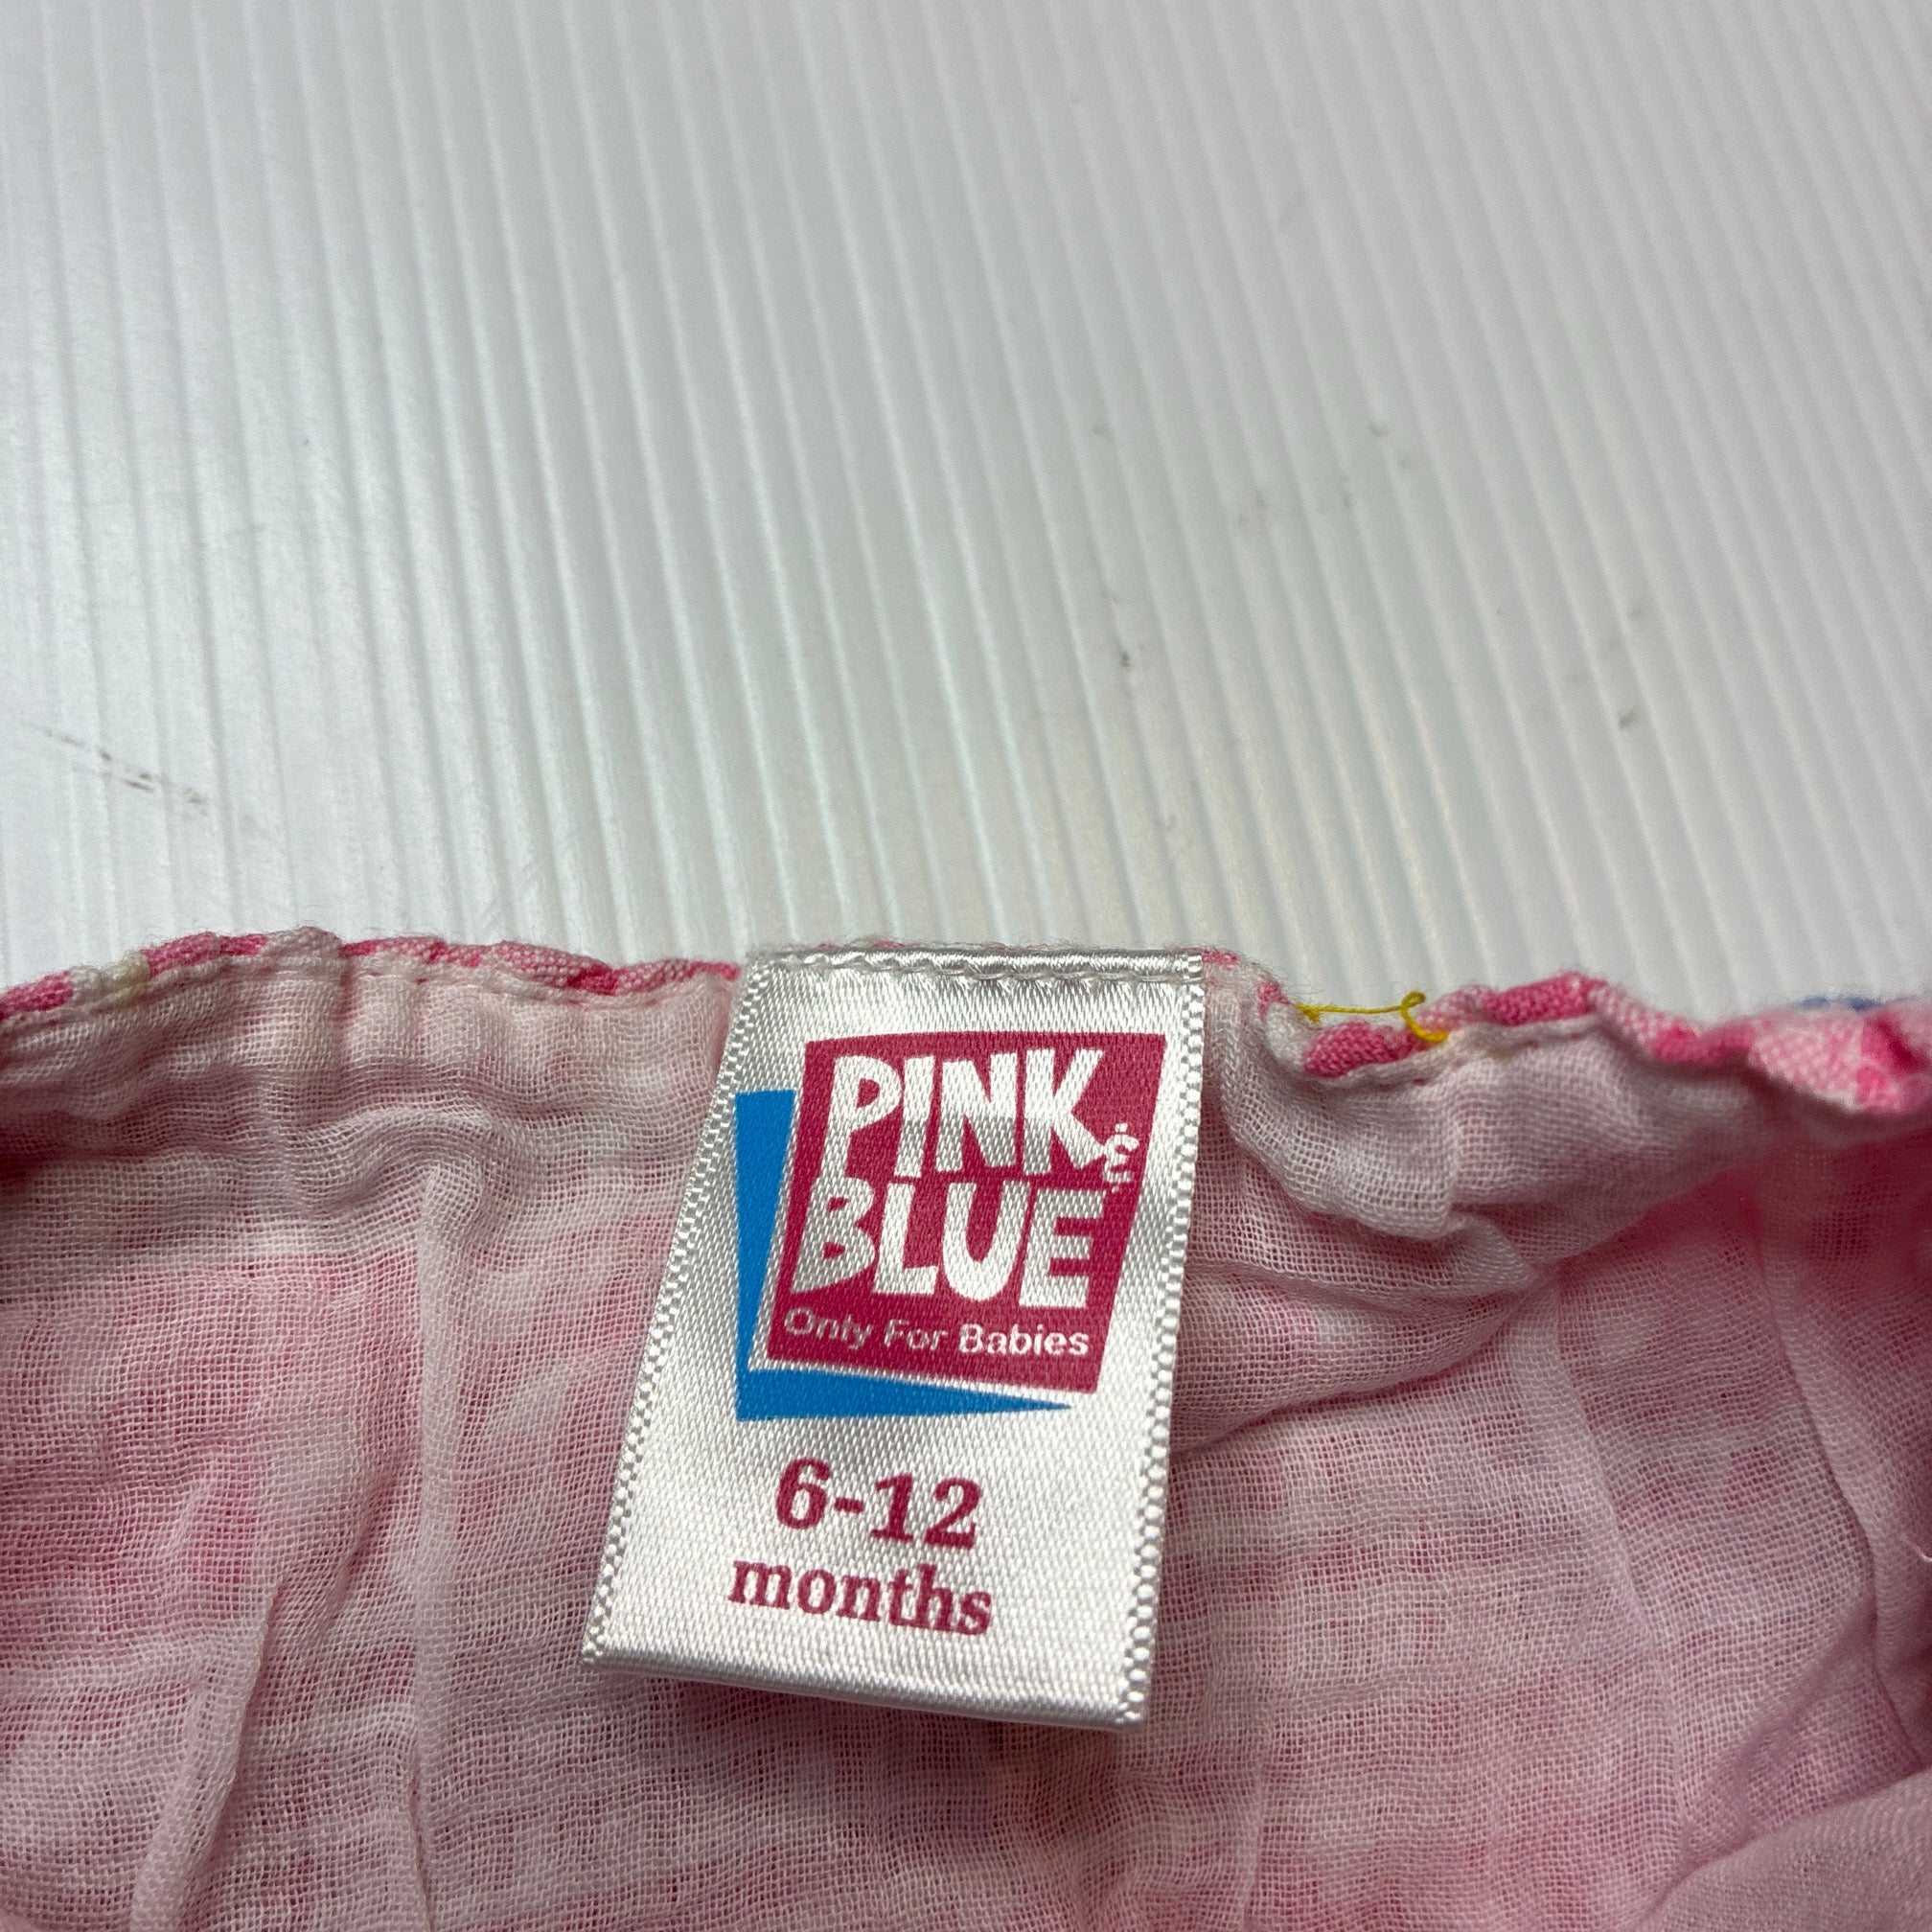 PINK &
BLUE
Only For Babies
6-12
months